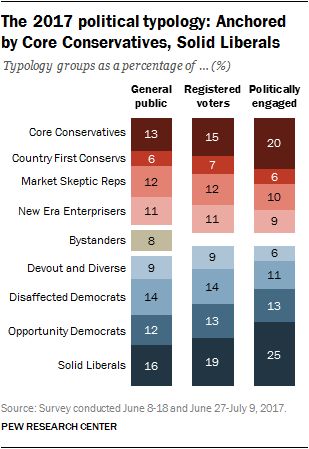 The 2017 political typology: Anchored
by Core Conservatives, Solid Liberals
Typology groups as a percentage of ... (%)
General public
Registered voters
Politically engaged
Core Conservatives 13 15 20
Country First Conservs 6 7 6
Market Skeptic Reps 12 12 10
New Era Enterprisers 11 11 9
Bystanders 8
Devout and Diverse 9 9 6
Disaffected Democrats 14 14 11
Opportunity Democrats 12 13 13
Solid Liberals 16 19 25
Source: Survey conducted June 8-18 and June 27-July 9, 2017.
PEW RESEARCH CENTER